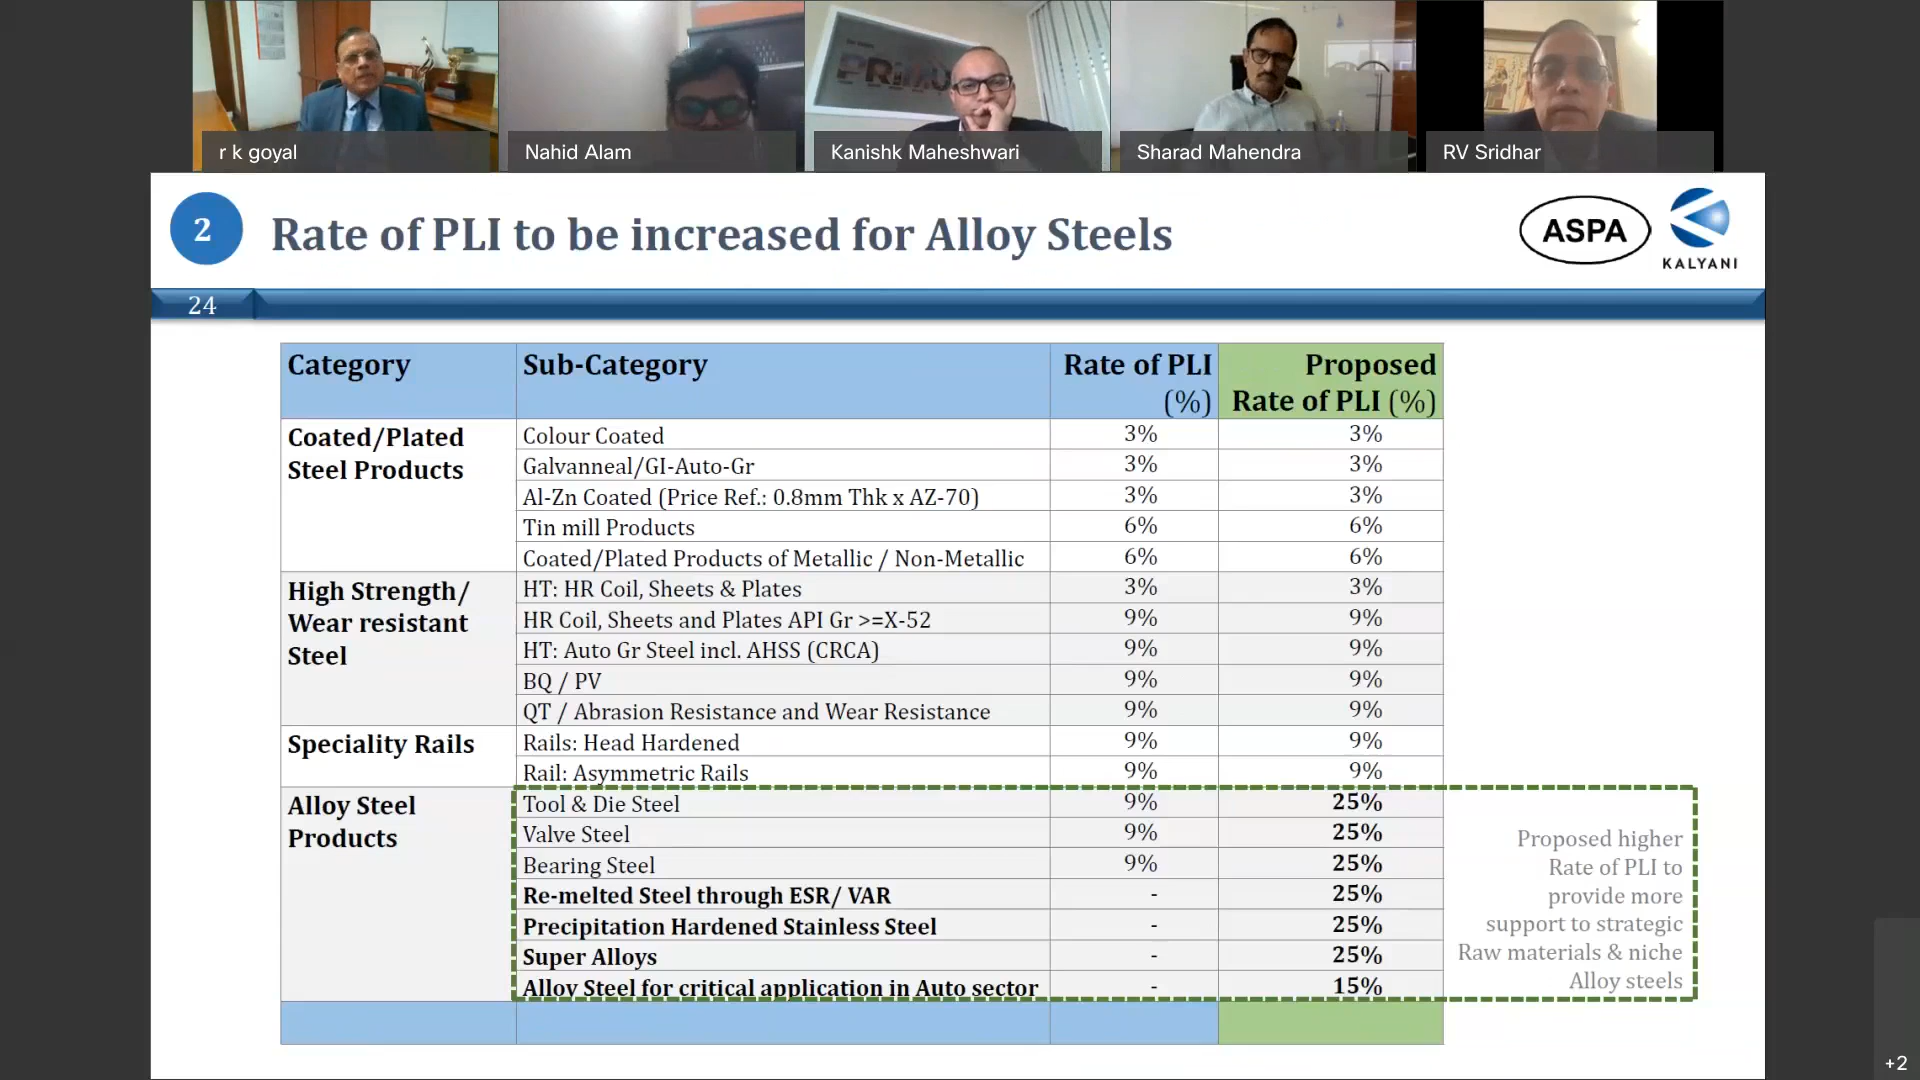 PRiMUS
r k goyal
Nahid Alam
Kanishk Maheshwari
Sharad Mahendra
RV Sridhar
2
Rate of PLI to be increased for Alloy Steels
ASPA
KALYANI
24
Category Sub-Category Rate of PLI (%) Proposed Rate of PLI (%)
Coated/Plated Steel Products
Colour Coated 3% 3%
Galvanneal/GI-Auto-Gr 3% 3%
Al-Zn Coated (Price Ref.: 0.8mm Thk x AZ-70) 3% 3%
Tin mill Products 6% 6%
Coated/Plated Products of Metallic / Non-Metallic 6% 6%
High Strength/ Wear resistant Steel
HT: HR Coil, Sheets & Plates 3% 3%
HR Coil, Sheets and Plates API Gr >=X-52 9% 9%
HT: Auto Gr Steel incl. AHSS (CRCA) 9% 9%
BQ / PV 9% 9%
QT / Abrasion Resistance and Wear Resistance 9% 9%
Speciality Rails
Rails: Head Hardened 9% 9%
Rail: Asymmetric Rails 9% 9%
Alloy Steel Products
Tool & Die Steel 9% 25%
Valve Steel 9% 25%
Bearing Steel 9% 25%
Re-melted Steel through ESR/ VAR - 25%
Precipitation Hardened Stainless Steel - 25%
Super Alloys - 25%
Alloy Steel for critical application in Auto sector - 15%
Proposed higher
Rate of PLI to
provide more
support to strategic
Raw materials & niche
Alloy steels
+2